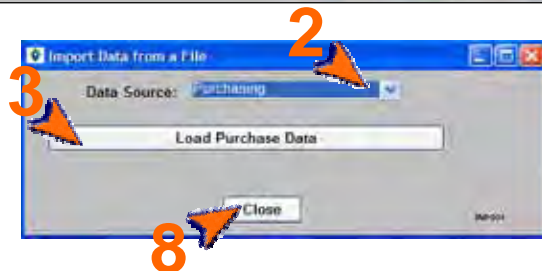 2
Import Data from a File
3
Data Source: Purchasing
Load Purchase Data
Close
8